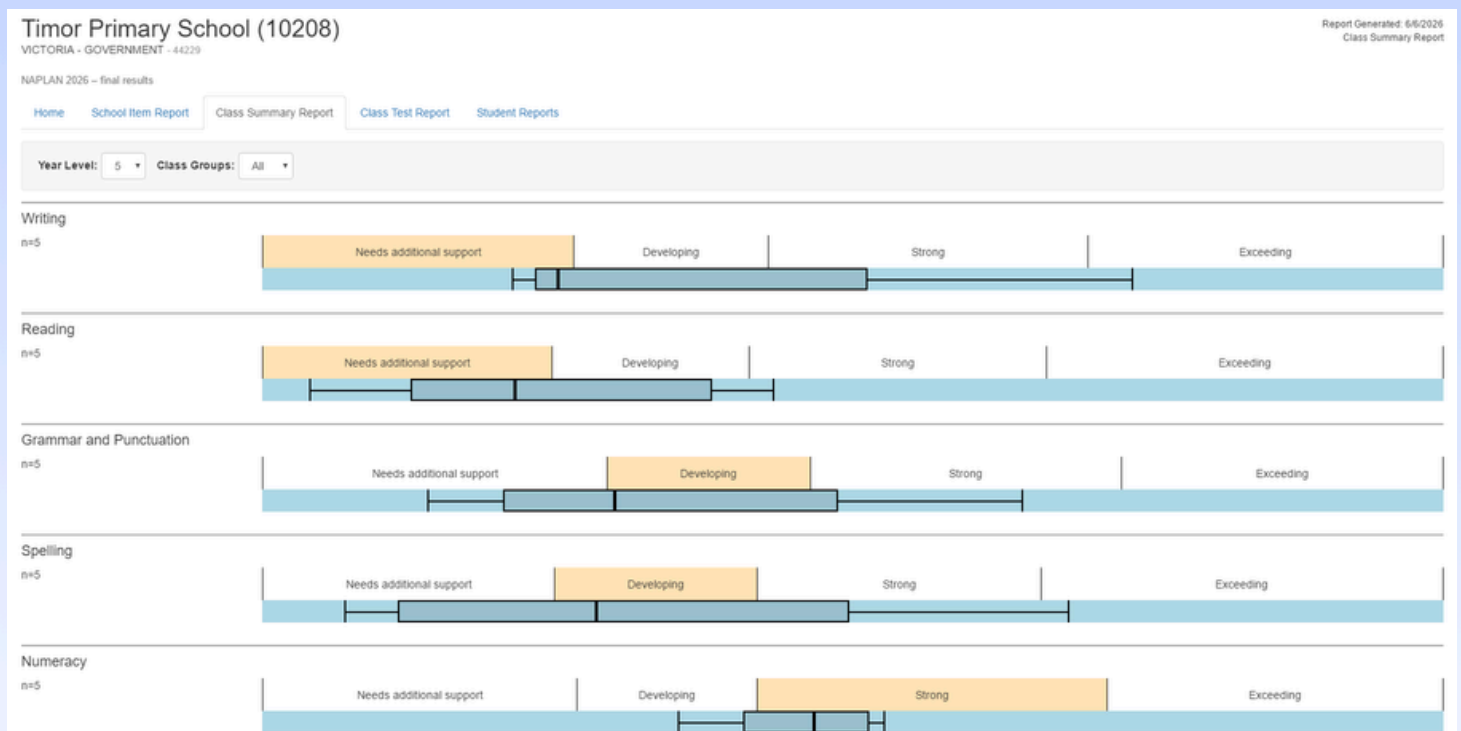 Timor Primary School (10208)
VICTORIA - GOVERNMENT - 44229
Report Generated: 6/6/2026
Class Summary Report
NAPLAN 2026 – final results
Home School Item Report Class Summary Report Class Test Report Student Reports
Year Level: 5 Class Groups: All
Writing
n=5
Needs additional support Developing Strong Exceeding
Reading
n=5
Needs additional support Developing Strong Exceeding
Grammar and Punctuation
n=5
Needs additional support Developing Strong Exceeding
Spelling
n=5
Needs additional support Developing Strong Exceeding
Numeracy
n=5
Needs additional support Developing Strong Exceeding